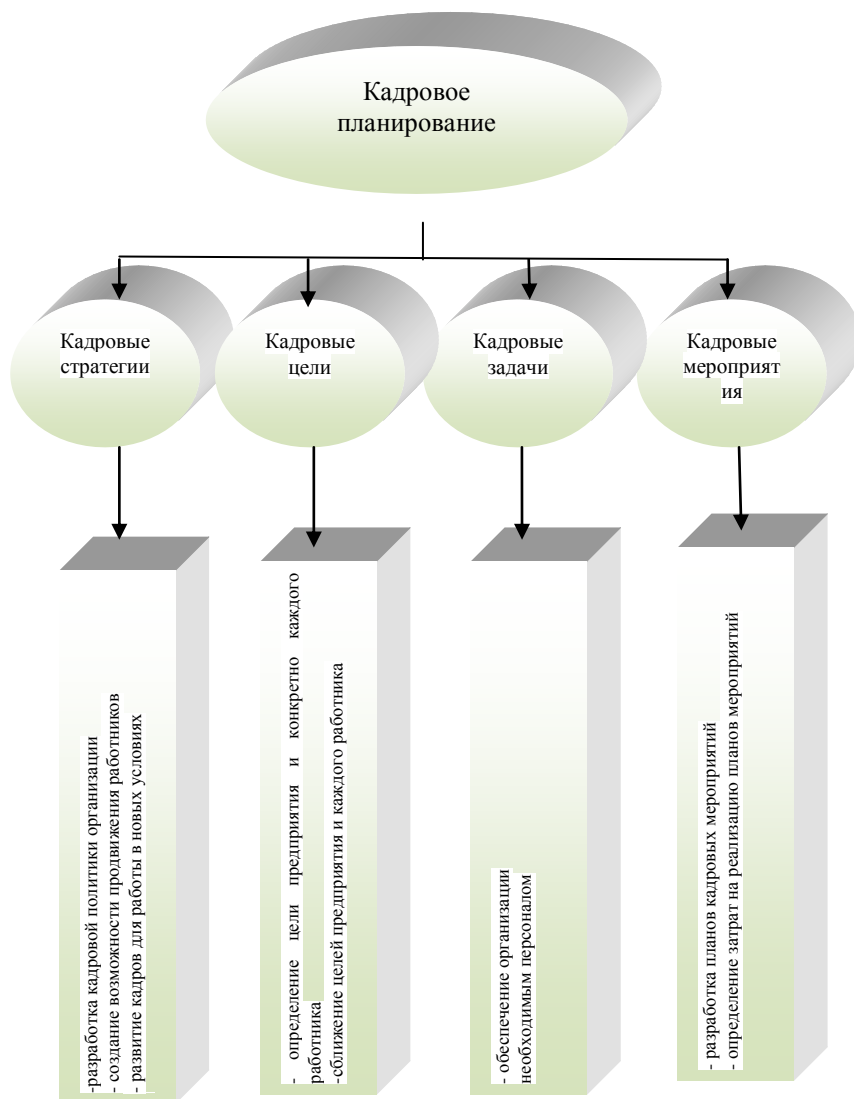 Кадровое
планирование
Кадровые
стратегии
Кадровые
цели
Кадровые
задачи
Кадровые
мероприят
ия
-разработка кадровой политики организации
- создание возможности продвижения работников
- развитие кадров для работы в новых условиях
- определение цели предприятия и конкретно каждого
работника
-сближение целей предприятия и каждого работника
- обеспечение организации
необходимым персоналом
- разработка планов кадровых мероприятий
- определение затрат на реализацию планов мероприятий